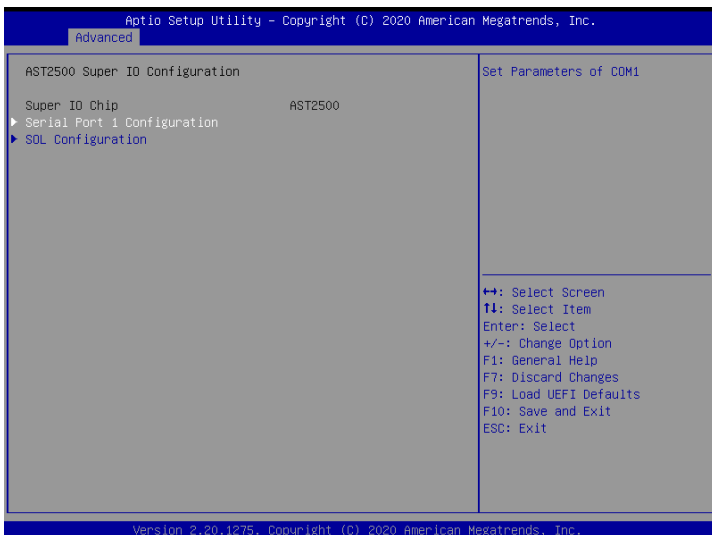 Aptio Setup Utility – Copyright (C) 2020 American Megatrends, Inc.
Advanced
AST2500 Super IO Configuration
Super IO Chip AST2500
Serial Port 1 Configuration
SOL Configuration
Set Parameters of COM1
↔: Select Screen
↑↓: Select Item
Enter: Select
+/-: Change Option
F1: General Help
F7: Discard Changes
F9: Load UEFI Defaults
F10: Save and Exit
ESC: Exit
Version 2.20.1275. Copyright (C) 2020 American Megatrends, Inc.